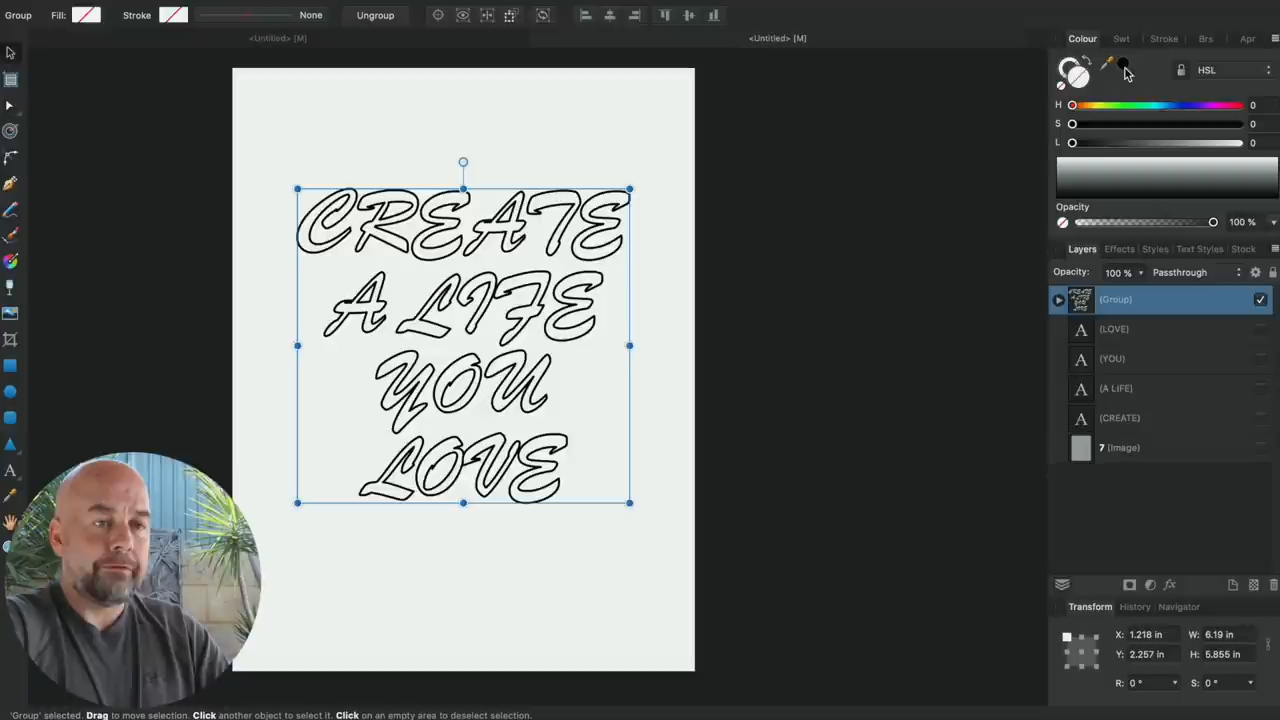 Group Fill: Stroke None Ungroup
<Untitled> [M] <Untitled> [M]
Colour Swt Stroke Brs Apr
HSL
H 0
S 0
L 0
Opacity
100 %
Layers Effects Styles Text Styles Stock
Opacity: 100 % Passthrough
(Group)
A (LOVE)
A (YOU)
A (A LIFE)
A (CREATE)
7 (Image)
CREATE
A LIFE
YOU
LOVE
fx
Transform History Navigator
X: 1.218 in W: 6.19 in
Y: 2.257 in H: 5.855 in
R: 0 ° S: 0 °
'Group' selected. Drag to move selection. Click another object to select it. Click on an empty area to deselect selection.